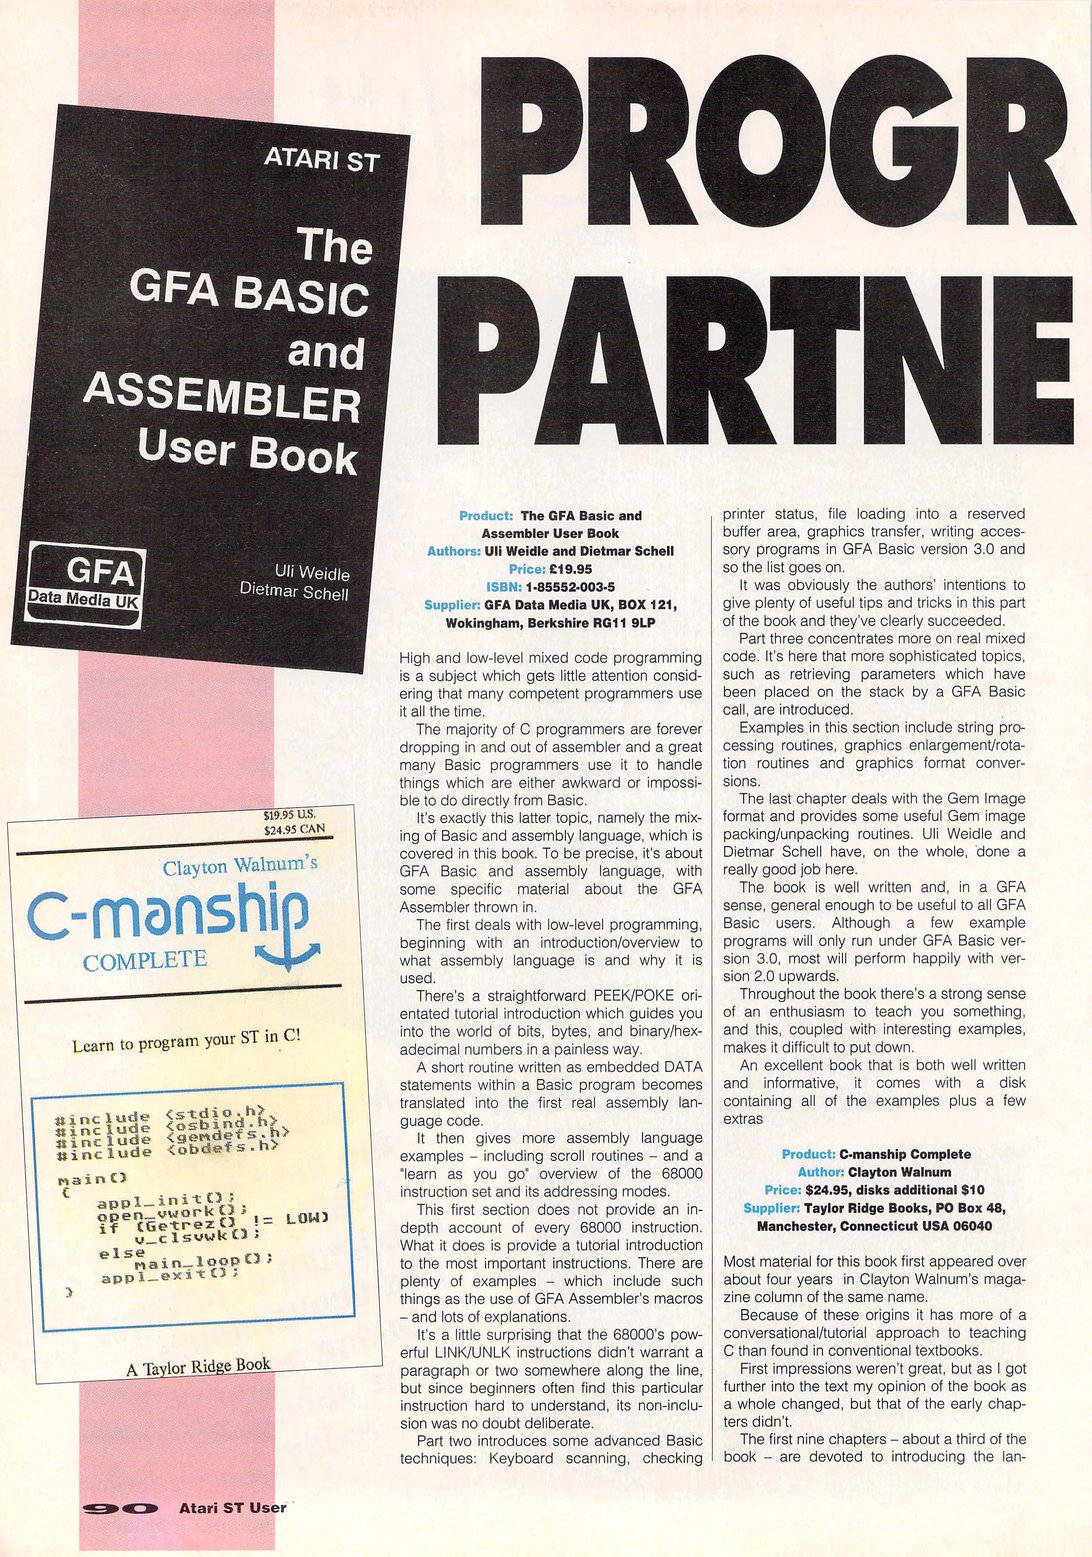 PROGR
PARTNE
ATARI ST
The
GFA BASIC
and
ASSEMBLER
User Book
GFA
Data Media UK
Uli Weidle
Dietmar Schell
$19.95 U.S.
$24.95 CAN
Clayton Walnum's
C-manship
COMPLETE
Learn to program your ST in C!
#include <stdio.h>
#include <osbind.h>
#include <gemdefs.h>
#include <obdefs.h>
main()
{
appl_init();
open_vwork();
if (Getrez() != LOW)
v_clsvwk();
else
main_loop();
appl_exit();
}
A Taylor Ridge Book
Product: The GFA Basic and
Assembler User Book
Authors: Uli Weidle and Dietmar Schell
Price: £19.95
ISBN: 1-85552-003-5
Supplier: GFA Data Media UK, BOX 121,
Wokingham, Berkshire RG11 9LP
High and low-level mixed code programming
is a subject which gets little attention consid-
ering that many competent programmers use
it all the time.
The majority of C programmers are forever
dropping in and out of assembler and a great
many Basic programmers use it to handle
things which are either awkward or impossi-
ble to do directly from Basic.
It's exactly this latter topic, namely the mix-
ing of Basic and assembly language, which is
covered in this book. To be precise, it's about
GFA Basic and assembly language, with
some specific material about the GFA
Assembler thrown in.
The first deals with low-level programming,
beginning with an introduction/overview to
what assembly language is and why it is
used.
There's a straightforward PEEK/POKE ori-
entated tutorial introduction which guides you
into the world of bits, bytes, and binary/hex-
adecimal numbers in a painless way.
A short routine written as embedded DATA
statements within a Basic program becomes
translated into the first real assembly lan-
guage code.
It then gives more assembly language
examples – including scroll routines – and a
"learn as you go" overview of the 68000
instruction set and its addressing modes.
This first section does not provide an in-
depth account of every 68000 instruction.
What it does is provide a tutorial introduction
to the most important instructions. There are
plenty of examples – which include such
things as the use of GFA Assembler's macros
– and lots of explanations.
It's a little surprising that the 68000's pow-
erful LINK/UNLK instructions didn't warrant a
paragraph or two somewhere along the line,
but since beginners often find this particular
instruction hard to understand, its non-inclu-
sion was no doubt deliberate.
Part two introduces some advanced Basic
techniques: Keyboard scanning, checking
printer status, file loading into a reserved
buffer area, graphics transfer, writing acces-
sory programs in GFA Basic version 3.0 and
so the list goes on.
It was obviously the authors' intentions to
give plenty of useful tips and tricks in this part
of the book and they've clearly succeeded.
Part three concentrates more on real mixed
code. It's here that more sophisticated topics,
such as retrieving parameters which have
been placed on the stack by a GFA Basic
call, are introduced.
Examples in this section include string pro-
cessing routines, graphics enlargement/rota-
tion routines and graphics format conver-
sions.
The last chapter deals with the Gem Image
format and provides some useful Gem image
packing/unpacking routines. Uli Weidle and
Dietmar Schell have, on the whole, done a
really good job here.
The book is well written and, in a GFA
sense, general enough to be useful to all GFA
Basic users. Although a few example
programs will only run under GFA Basic ver-
sion 3.0, most will perform happily with ver-
sion 2.0 upwards.
Throughout the book there's a strong sense
of an enthusiasm to teach you something,
and this, coupled with interesting examples,
makes it difficult to put down.
An excellent book that is both well written
and informative, it comes with a disk
containing all of the examples plus a few
extras
Product: C-manship Complete
Author: Clayton Walnum
Price: $24.95, disks additional $10
Supplier: Taylor Ridge Books, PO Box 48,
Manchester, Connecticut USA 06040
Most material for this book first appeared over
about four years in Clayton Walnum's maga-
zine column of the same name.
Because of these origins it has more of a
conversational/tutorial approach to teaching
C than found in conventional textbooks.
First impressions weren't great, but as I got
further into the text my opinion of the book as
a whole changed, but that of the early chap-
ters didn't.
The first nine chapters – about a third of the
book – are devoted to introducing the lan-
90 Atari ST User